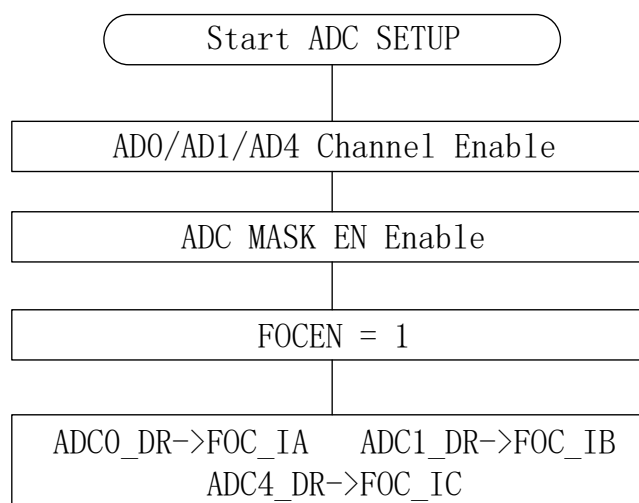 Start ADC SETUP
AD0/AD1/AD4 Channel Enable
ADC MASK EN Enable
FOCEN = 1
ADC0_DR->FOC_IA ADC1_DR->FOC_IB
ADC4_DR->FOC_IC